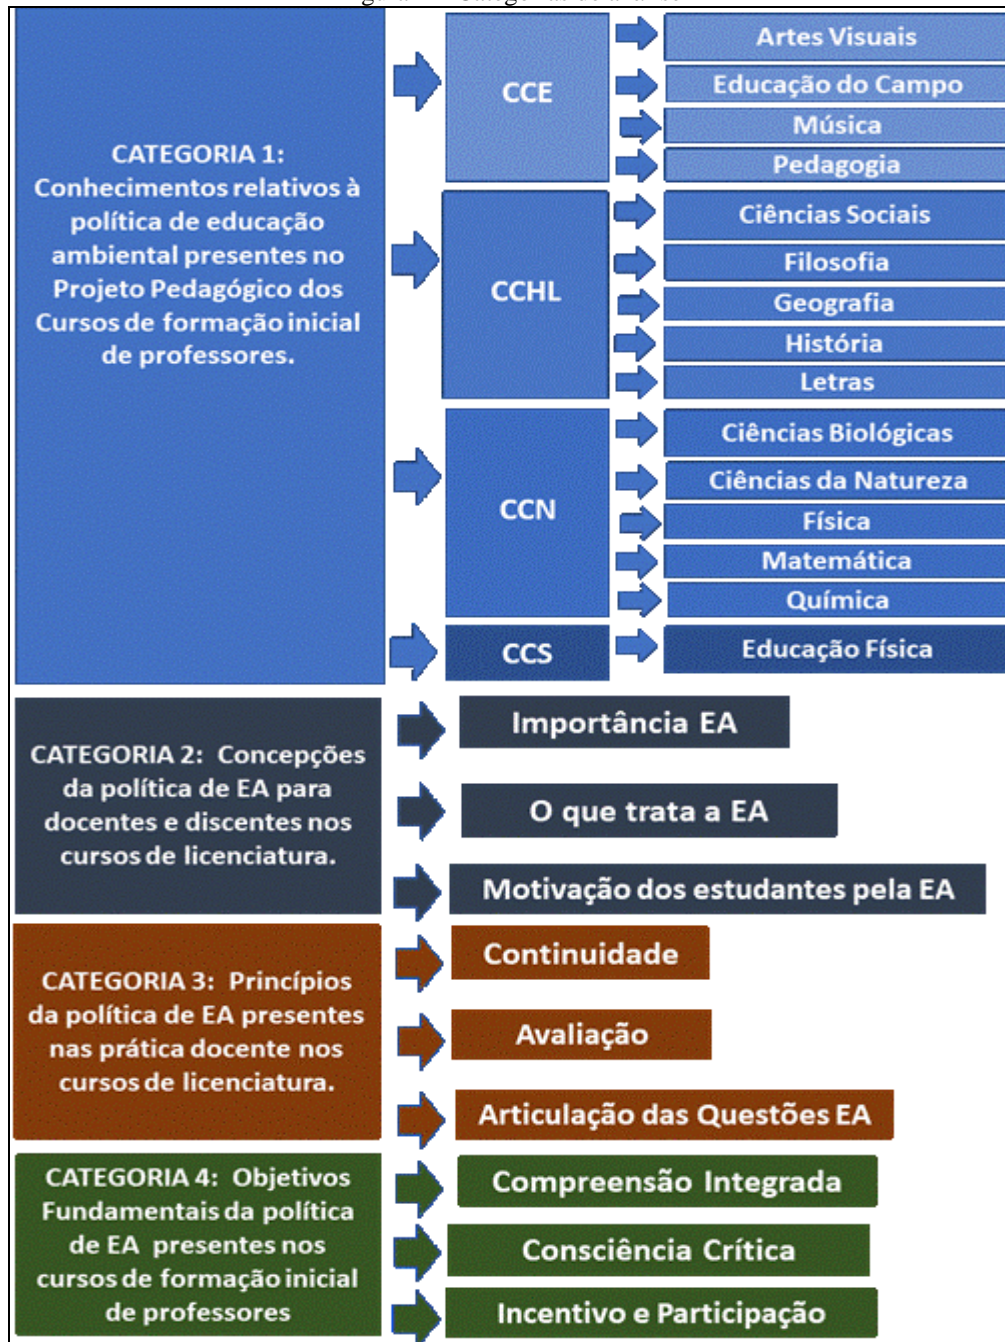 CATEGORIA 1:
Conhecimentos relativos à
política de educação
ambiental presentes no
Projeto Pedagógico dos
Cursos de formação inicial
de professores.
CCE
Artes Visuais
Educação do Campo
Música
Pedagogia
CCHL
Ciências Sociais
Filosofia
Geografia
História
Letras
CCN
Ciências Biológicas
Ciências da Natureza
Física
Matemática
Química
CCS
Educação Física
CATEGORIA 2: Concepções
da política de EA para
docentes e discentes nos
cursos de licenciatura.
Importância EA
O que trata a EA
Motivação dos estudantes pela EA
CATEGORIA 3: Princípios
da política de EA presentes
nas prática docente nos
cursos de licenciatura.
Continuidade
Avaliação
Articulação das Questões EA
CATEGORIA 4: Objetivos
Fundamentais da política
de EA presentes nos
cursos de formação inicial
de professores
Compreensão Integrada
Consciência Crítica
Incentivo e Participação